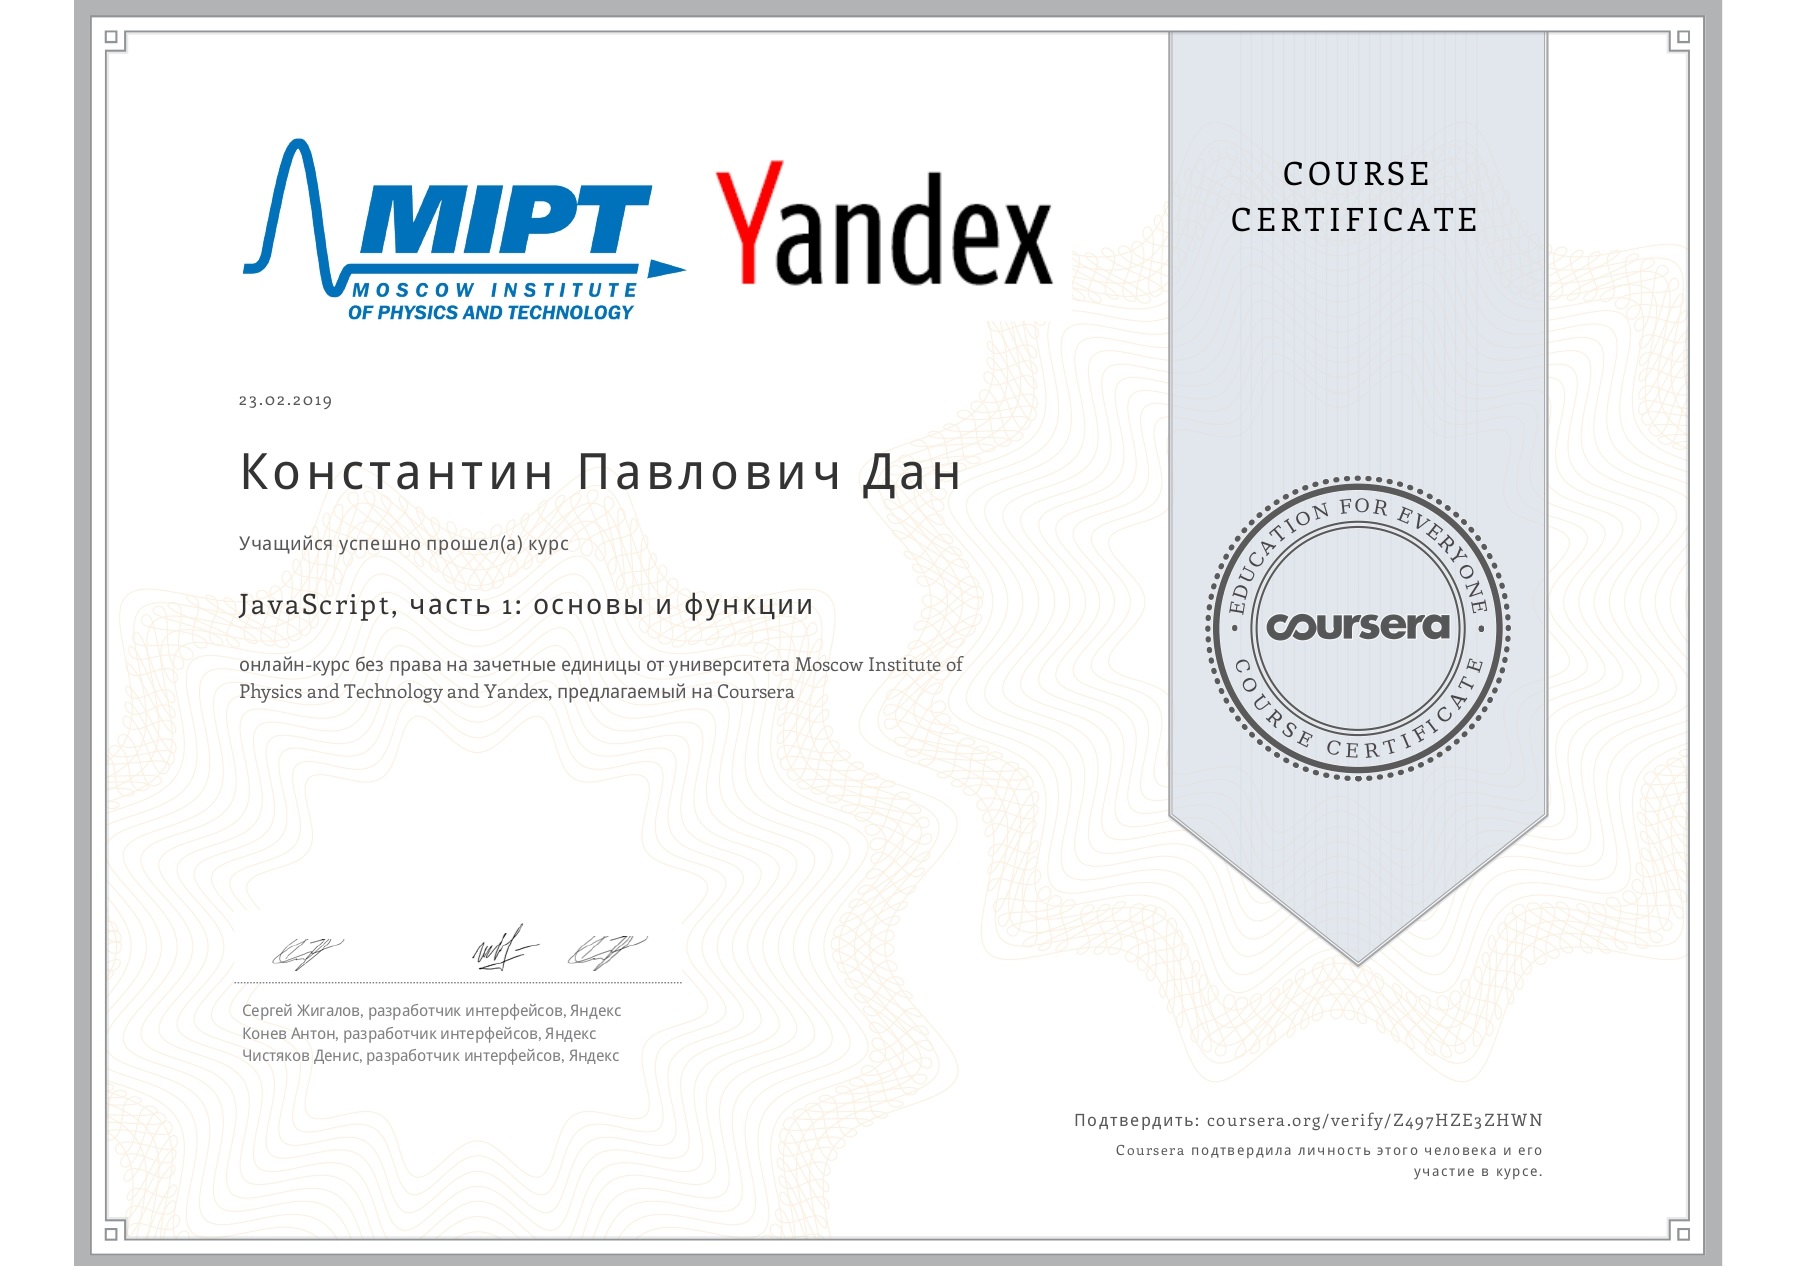 MIPT
MOSCOW INSTITUTE
OF PHYSICS AND TECHNOLOGY
Yandex
COURSE
CERTIFICATE
23.02.2019
Константин Павлович Дан
Учащийся успешно прошел(а) курс
JavaScript, часть 1: основы и функции
онлайн-курс без права на зачетные единицы от университета Moscow Institute of
Physics and Technology and Yandex, предлагаемый на Coursera
EDUCATION FOR EVERYONE
coursera
COURSE CERTIFICATE
Сергей Жигалов, разработчик интерфейсов, Яндекс
Конев Антон, разработчик интерфейсов, Яндекс
Чистяков Денис, разработчик интерфейсов, Яндекс
Подтвердить: coursera.org/verify/Z497HZE3ZHWN
Coursera подтвердила личность этого человека и его
участие в курсе.